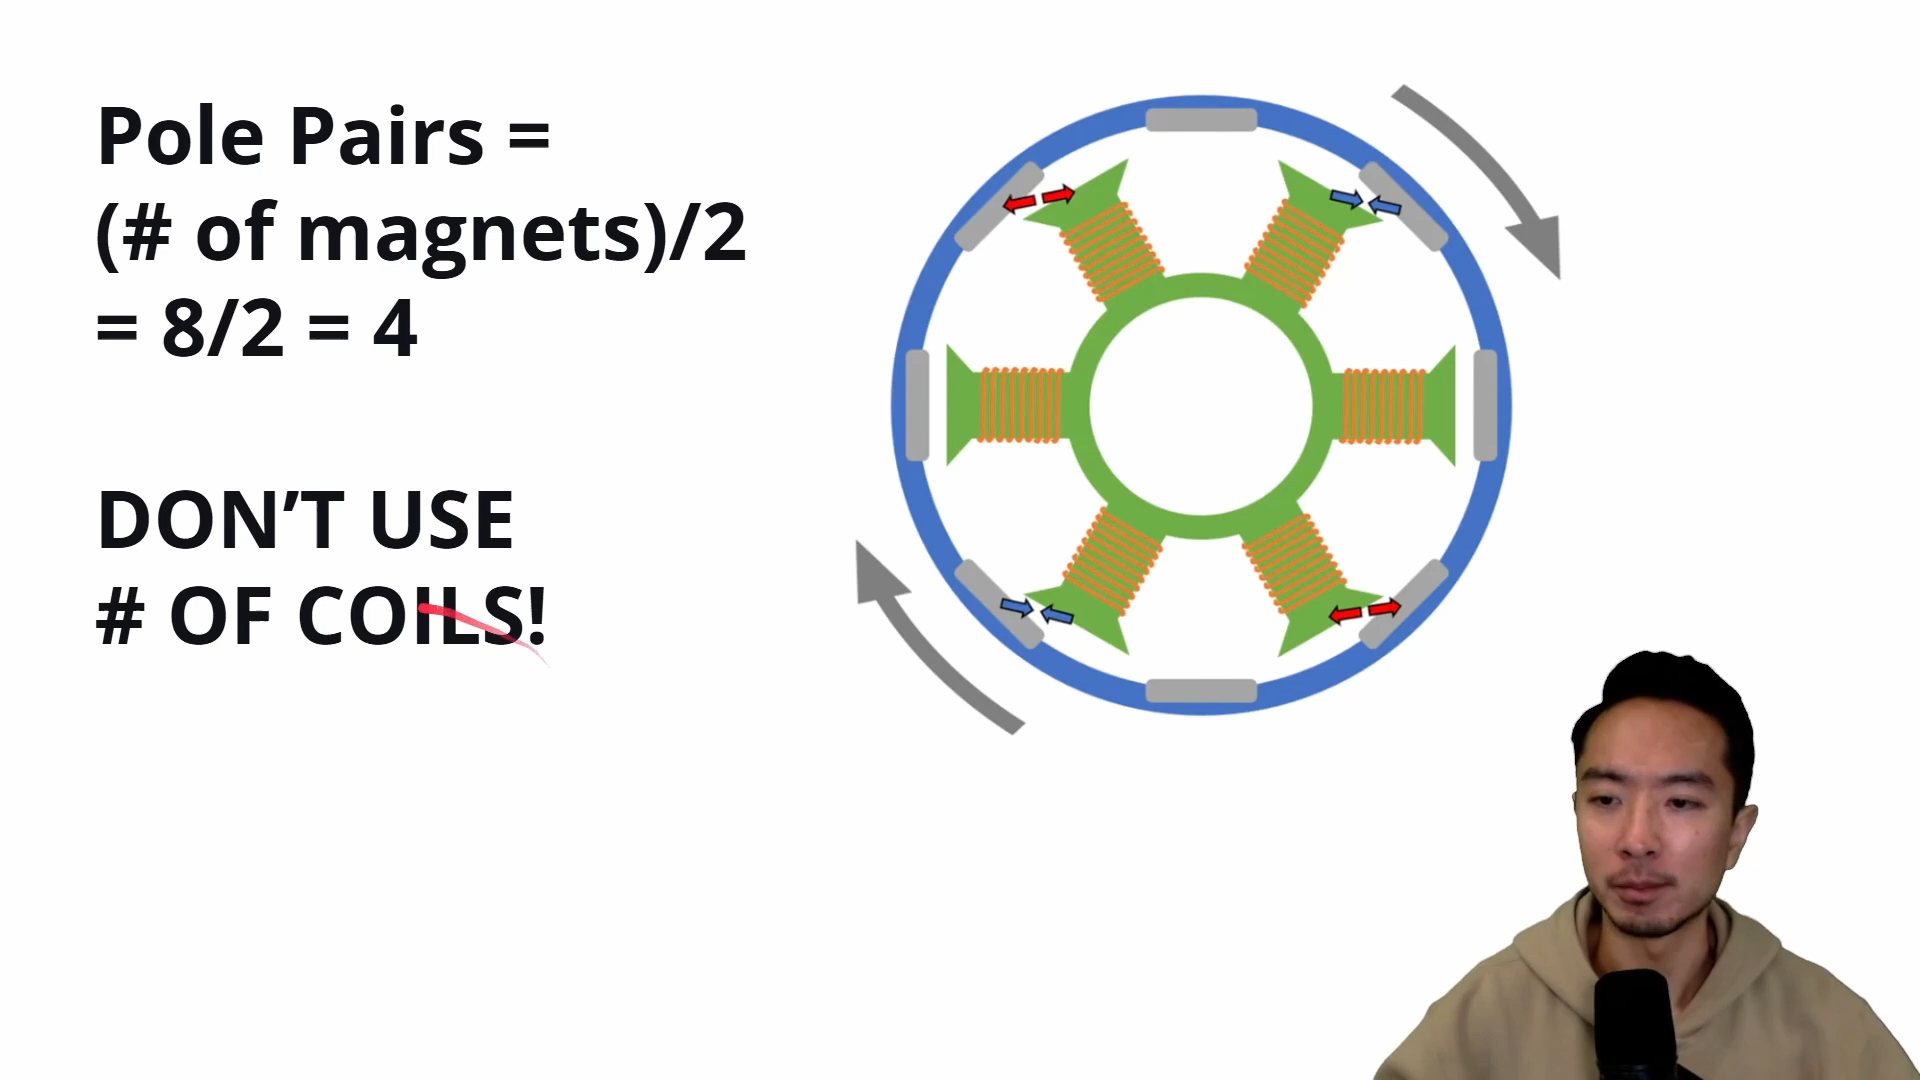 Pole Pairs =
(# of magnets)/2
= 8/2 = 4
DON’T USE
# OF COILS!